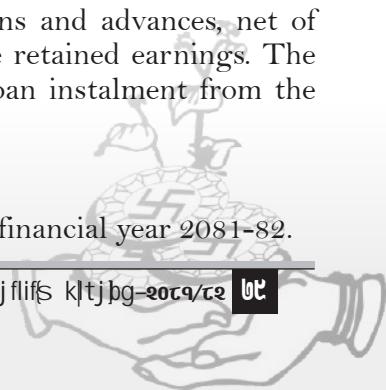 ns and advances, net of
e retained earnings. The
oan instalment from the
financial year 2081-82.
jflif{s k|ltj]bg–२०८१/८२